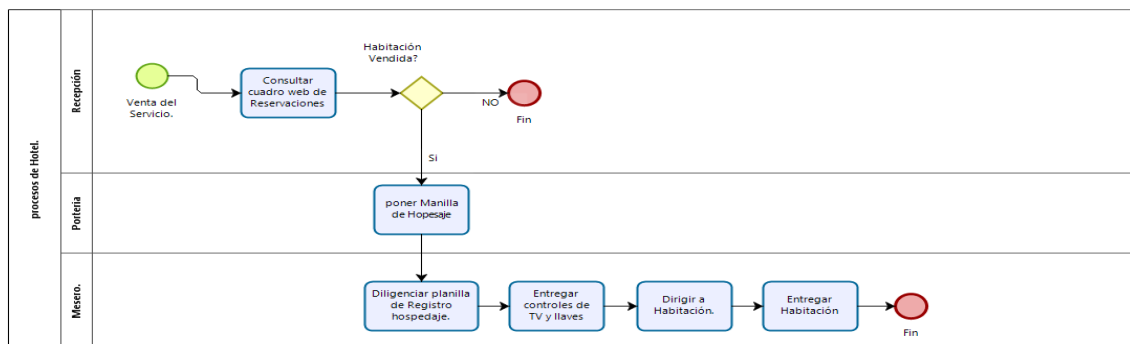 procesos de Hotel.
Recepción
Venta del
Servicio.
Consultar
cuadro web de
Reservaciones
Habitación
Vendida?
NO
Fin
Si
Porteria
poner Manilla
de Hopesaje
Mesero.
Diligenciar planilla
de Registro
hospedaje.
Entregar
controles de
TV y llaves
Dirigir a
Habitación.
Entregar
Habitación
Fin